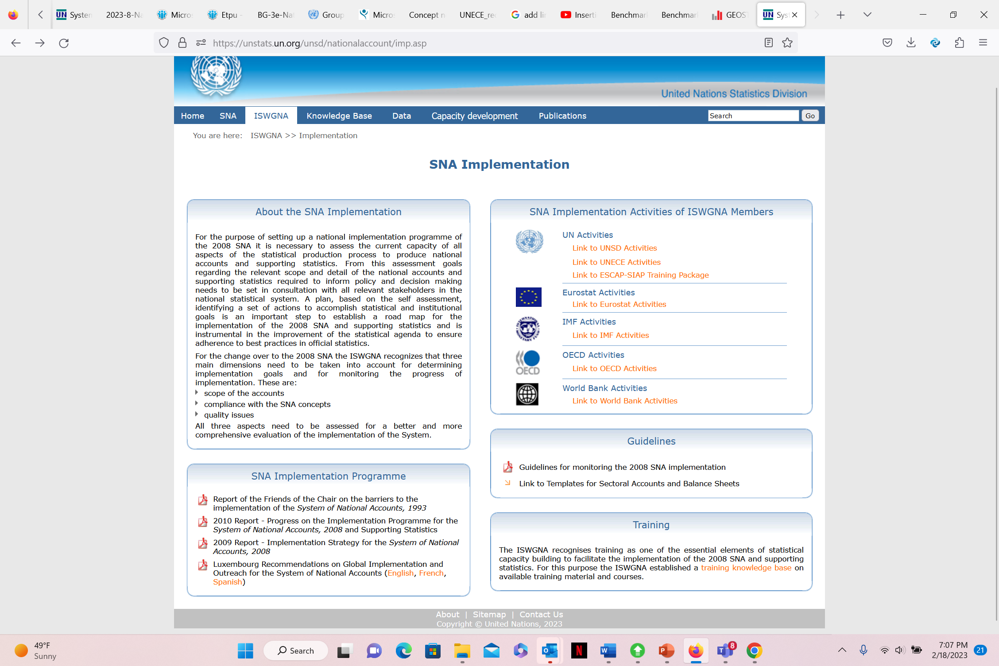 System
2023-8-Na
Micros
Etpu -
BG-3e-Nat
Group
Micros
Concept n
UNECE_re
add lin
Inserti
Benchmar
Benchmar
GEOST
Syst
https://unstats.un.org/unsd/nationalaccount/imp.asp
United Nations Statistics Division
Home SNA ISWGNA Knowledge Base Data Capacity development Publications Search Go
You are here: ISWGNA >> Implementation
SNA Implementation
About the SNA Implementation
For the purpose of setting up a national implementation programme of
the 2008 SNA it is necessary to assess the current capacity of all
aspects of the statistical production process to produce national
accounts and supporting statistics. From this assessment goals
regarding the relevant scope and detail of the national accounts and
supporting statistics required to inform policy and decision making
needs to be set in consultation with all relevant stakeholders in the
national statistical system. A plan, based on the self assessment,
identifying a set of actions to accomplish statistical and institutional
goals is an important step to establish a road map for the
implementation of the 2008 SNA and supporting statistics and is
instrumental in the improvement of the statistical agenda to ensure
adherence to best practices in official statistics.
For the change over to the 2008 SNA the ISWGNA recognizes that three
main dimensions need to be taken into account for determining
implementation goals and for monitoring the progress of
implementation. These are:
scope of the accounts
compliance with the SNA concepts
quality issues
All three aspects need to be assessed for a better and more
comprehensive evaluation of the implementation of the System.
SNA Implementation Programme
Report of the Friends of the Chair on the barriers to the
implementation of the System of National Accounts, 1993
2010 Report - Progress on the Implementation Programme for the
System of National Accounts, 2008 and Supporting Statistics
2009 Report - Implementation Strategy for the System of National
Accounts, 2008
Luxembourg Recommendations on Global Implementation and
Outreach for the System of National Accounts (English, French,
Spanish)
SNA Implementation Activities of ISWGNA Members
UN Activities
Link to UNSD Activities
Link to UNECE Activities
Link to ESCAP-SIAP Training Package
Eurostat Activities
Link to Eurostat Activities
IMF Activities
Link to IMF Activities
OECD
OECD Activities
Link to OECD Activities
World Bank Activities
Link to World Bank Activities
Guidelines
Guidelines for monitoring the 2008 SNA implementation
Link to Templates for Sectoral Accounts and Balance Sheets
Training
The ISWGNA recognises training as one of the essential elements of statistical
capacity building to facilitate the implementation of the 2008 SNA and supporting
statistics. For this purpose the ISWGNA established a training knowledge base on
available training material and courses.
About | Sitemap | Contact Us
Copyright © United Nations, 2023
49°F
Sunny
Search
8
7:07 PM
2/18/2023
21